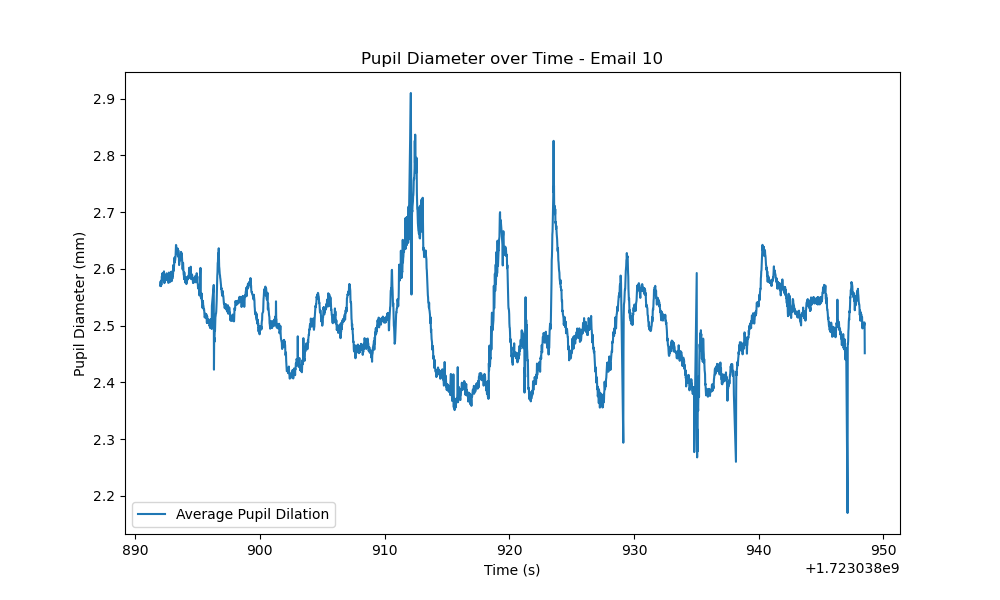 Pupil Diameter over Time - Email 10
Pupil Diameter (mm)
2.9
2.8
2.7
2.6
2.5
2.4
2.3
2.2
Average Pupil Dilation
890 900 910 920 930 940 950
+1.723038e9
Time (s)